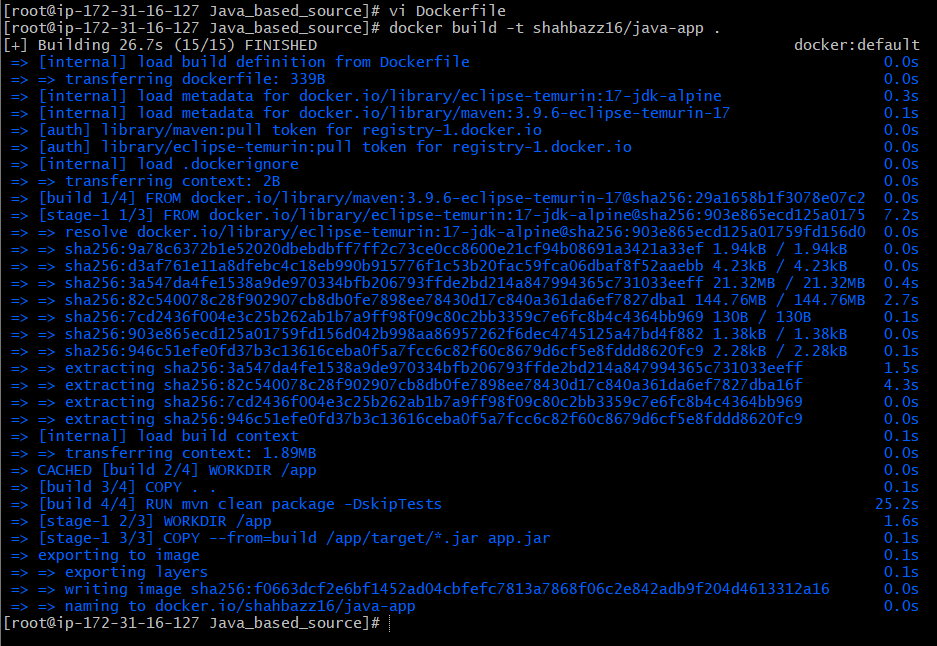 [root@ip-172-31-16-127 Java_based_source]# vi Dockerfile
[root@ip-172-31-16-127 Java_based_source]# docker build -t shahbazz16/java-app .
[+] Building 26.7s (15/15) FINISHED docker:default
=> [internal] load build definition from Dockerfile 0.0s
=> => transferring dockerfile: 339B 0.0s
=> [internal] load metadata for docker.io/library/eclipse-temurin:17-jdk-alpine 0.3s
=> [internal] load metadata for docker.io/library/maven:3.9.6-eclipse-temurin-17 0.1s
=> [auth] library/maven:pull token for registry-1.docker.io 0.0s
=> [auth] library/eclipse-temurin:pull token for registry-1.docker.io 0.0s
=> [internal] load .dockerignore 0.0s
=> => transferring context: 2B 0.0s
=> [build 1/4] FROM docker.io/library/maven:3.9.6-eclipse-temurin-17@sha256:29a1658b1f3078e07c2 0.0s
=> [stage-1 1/3] FROM docker.io/library/eclipse-temurin:17-jdk-alpine@sha256:903e865ecd125a0175 7.2s
=> => resolve docker.io/library/eclipse-temurin:17-jdk-alpine@sha256:903e865ecd125a01759fd156d0 0.0s
=> => sha256:9a78c6372b1e52020dbebdbff7ff2c73ce0cc8600e21cf94b08691a3421a33ef 1.94kB / 1.94kB 0.0s
=> => sha256:d3af761e11a8dfebc4c18eb990b915776f1c53b20fac59fca06dbaf8f52aaebb 4.23kB / 4.23kB 0.0s
=> => sha256:3a547da4fe1538a9de970334bfb206793ffde2bd214a847994365c731033eeff 21.32MB / 21.32MB 0.4s
=> => sha256:82c540078c28f902907cb8db0fe7898ee78430d17c840a361da6ef7827dba1 144.76MB / 144.76MB 2.7s
=> => sha256:7cd2436f004e3c25b262ab1b7a9ff98f09c80c2bb3359c7e6fc8b4c4364bb969 130B / 130B 0.1s
=> => sha256:903e865ecd125a01759fd156d042b998aa86957262f6dec4745125a47bd4f882 1.38kB / 1.38kB 0.0s
=> => sha256:946c51efe0fd37b3c13616ceba0f5a7fcc6c82f60c8679d6cf5e8fddd8620fc9 2.28kB / 2.28kB 0.1s
=> => extracting sha256:3a547da4fe1538a9de970334bfb206793ffde2bd214a847994365c731033eeff 1.5s
=> => extracting sha256:82c540078c28f902907cb8db0fe7898ee78430d17c840a361da6ef7827dba16f 4.3s
=> => extracting sha256:7cd2436f004e3c25b262ab1b7a9ff98f09c80c2bb3359c7e6fc8b4c4364bb969 0.0s
=> => extracting sha256:946c51efe0fd37b3c13616ceba0f5a7fcc6c82f60c8679d6cf5e8fddd8620fc9 0.0s
=> [internal] load build context 0.1s
=> => transferring context: 1.89MB 0.0s
=> CACHED [build 2/4] WORKDIR /app 0.0s
=> [build 3/4] COPY . . 0.1s
=> [build 4/4] RUN mvn clean package -DskipTests 25.2s
=> [stage-1 2/3] WORKDIR /app 1.6s
=> [stage-1 3/3] COPY --from=build /app/target/*.jar app.jar 0.1s
=> exporting to image 0.1s
=> => exporting layers 0.1s
=> => writing image sha256:f0663dcf2e6bf1452ad04cbfefc7813a7868f06c2e842adb9f204d4613312a16 0.0s
=> => naming to docker.io/shahbazz16/java-app 0.0s
[root@ip-172-31-16-127 Java_based_source]#